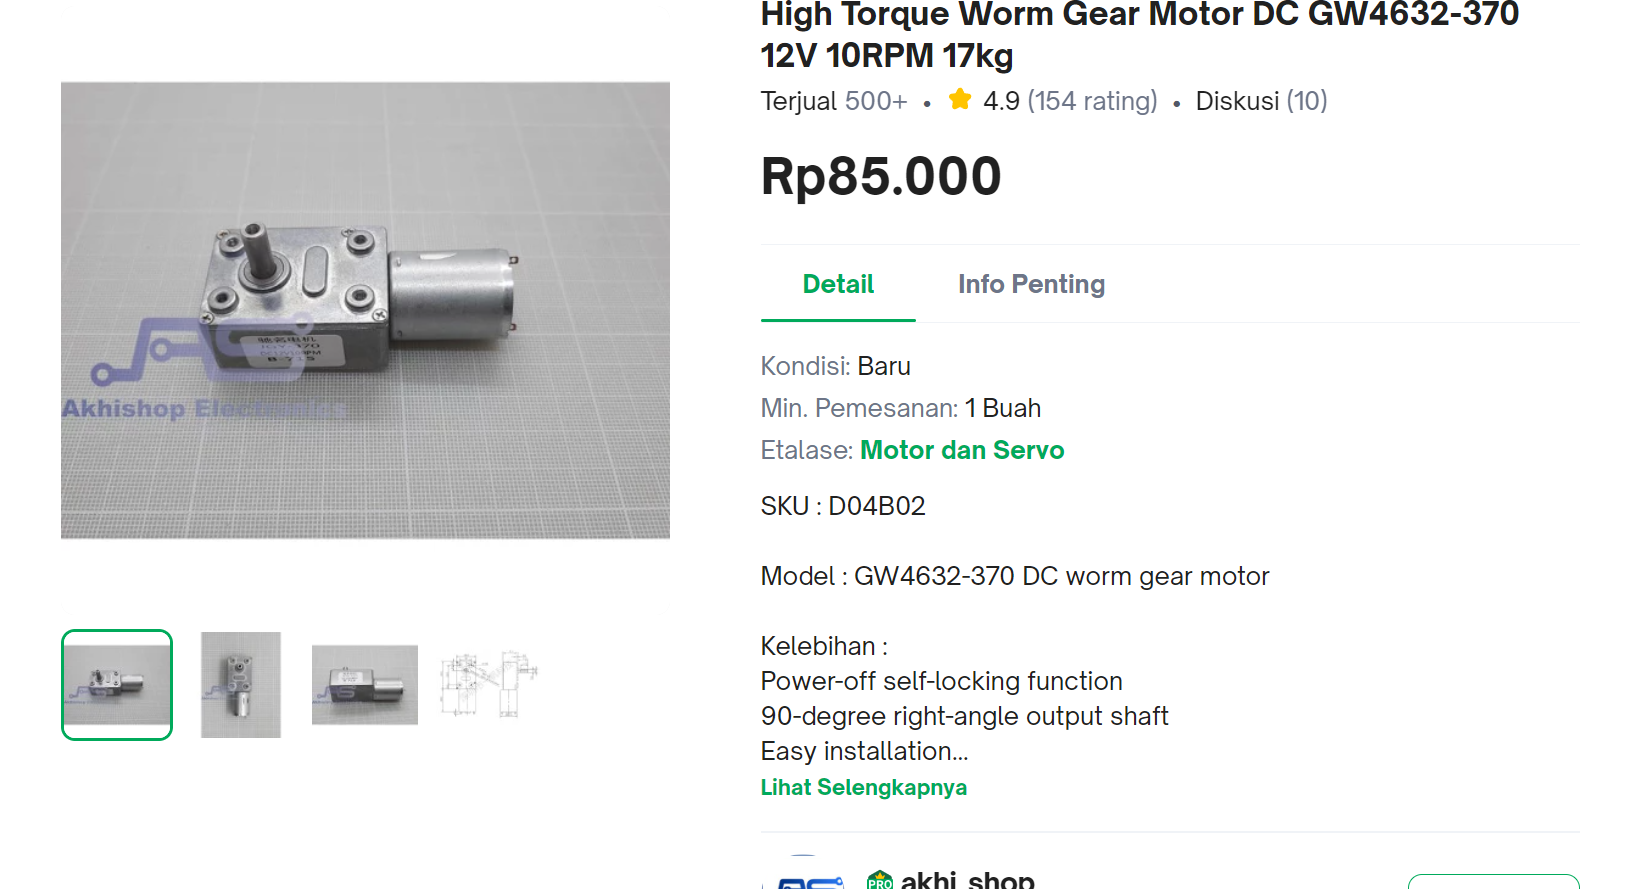 High Torque Worm Gear Motor DC GW4632-370
12V 10RPM 17kg
Terjual 500+ • 4.9 (154 rating) • Diskusi (10)
Rp85.000
Detail Info Penting
Kondisi: Baru
Min. Pemesanan: 1 Buah
Etalase: Motor dan Servo
SKU : D04B02
Model : GW4632-370 DC worm gear motor
Kelebihan :
Power-off self-locking function
90-degree right-angle output shaft
Easy installation...
Lihat Selengkapnya
PRO akhi_shop
AS
Akhishop Electronics